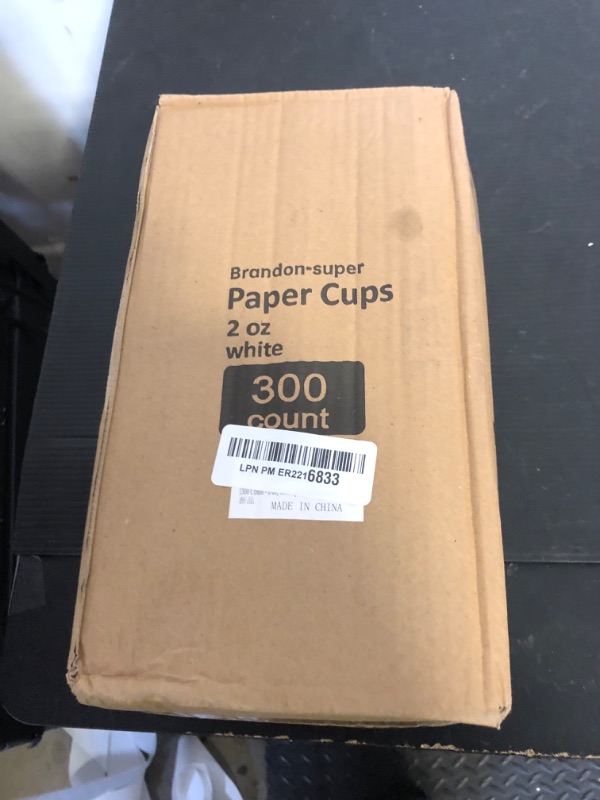 Brandon-super
Paper Cups
2 oz
white
300
count
LPN PM ER2216833
MADE IN CHINA